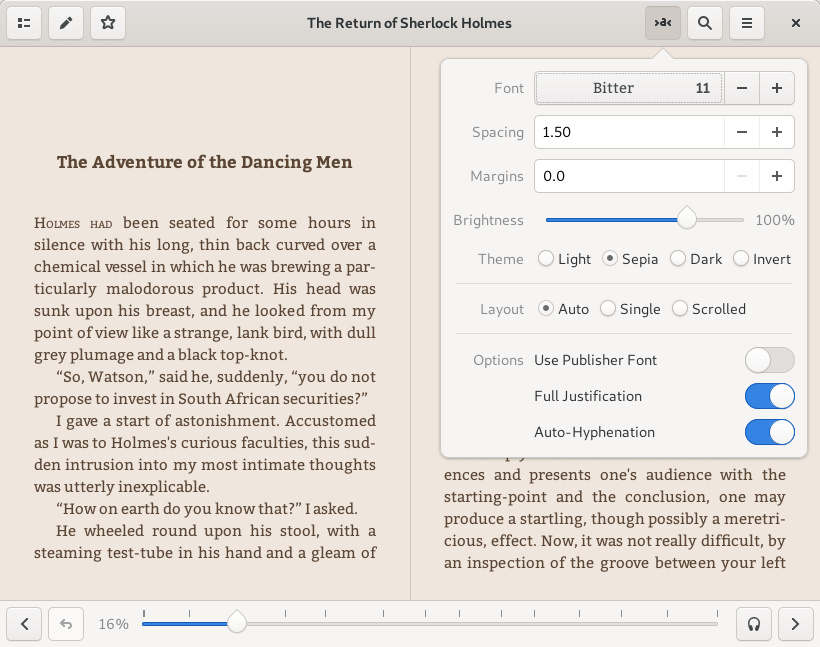 The Return of Sherlock Holmes
The Adventure of the Dancing Men
HOLMES HAD been seated for some hours in
silence with his long, thin back curved over a
chemical vessel in which he was brewing a par-
ticularly malodorous product. His head was
sunk upon his breast, and he looked from my
point of view like a strange, lank bird, with dull
grey plumage and a black top-knot.
“So, Watson,” said he, suddenly, “you do not
propose to invest in South African securities?”
I gave a start of astonishment. Accustomed
as I was to Holmes's curious faculties, this sud-
den intrusion into my most intimate thoughts
was utterly inexplicable.
“How on earth do you know that?” I asked.
He wheeled round upon his stool, with a
steaming test-tube in his hand and a gleam of
Font Bitter 11
Spacing 1.50
Margins 0.0
Brightness 100%
Theme Light Sepia Dark Invert
Layout Auto Single Scrolled
Options Use Publisher Font
Full Justification
Auto-Hyphenation
ences and presents one's audience with the
starting-point and the conclusion, one may
produce a startling, though possibly a meretri-
cious, effect. Now, it was not really difficult, by
an inspection of the groove between your left
16%